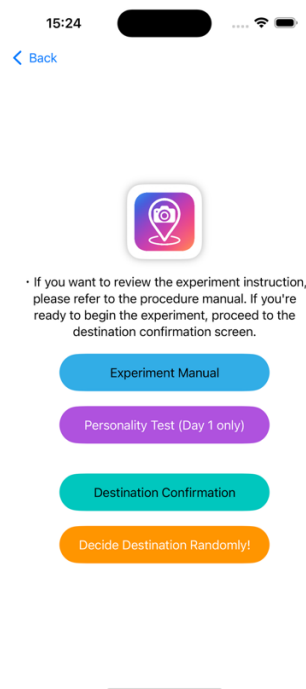 15:24
Back
・If you want to review the experiment instruction,
please refer to the procedure manual. If you're
ready to begin the experiment, proceed to the
destination confirmation screen.
Experiment Manual
Personality Test (Day 1 only)
Destination Confirmation
Decide Destination Randomly!